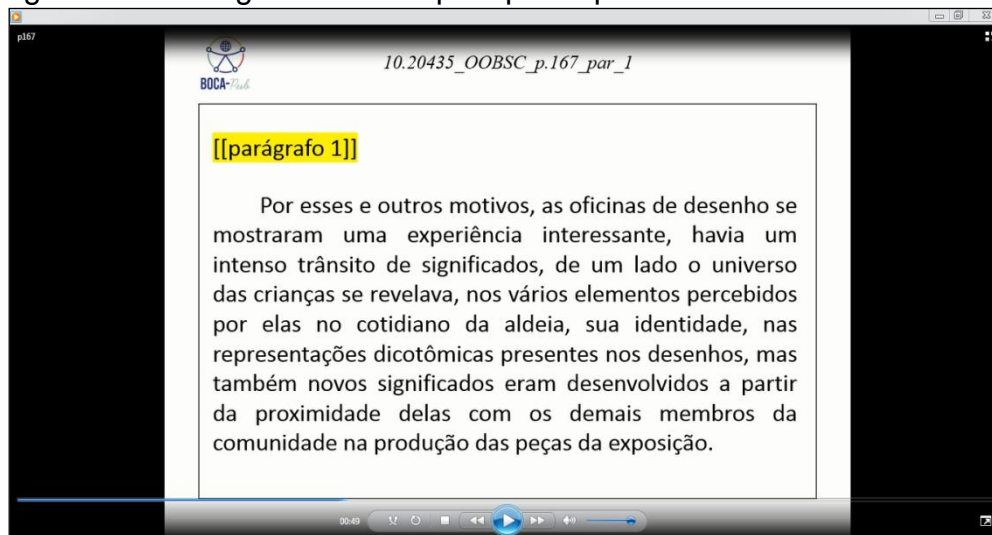 p167
BOCA-Pub
10.20435_OOBSC_p.167_par_1
[[parágrafo 1]]
Por esses e outros motivos, as oficinas de desenho se
mostraram uma experiência interessante, havia um
intenso trânsito de significados, de um lado o universo
das crianças se revelava, nos vários elementos percebidos
por elas no cotidiano da aldeia, sua identidade, nas
representações dicotômicas presentes nos desenhos, mas
também novos significados eram desenvolvidos a partir
da proximidade delas com os demais membros da
comunidade na produção das peças da exposição.
00:49